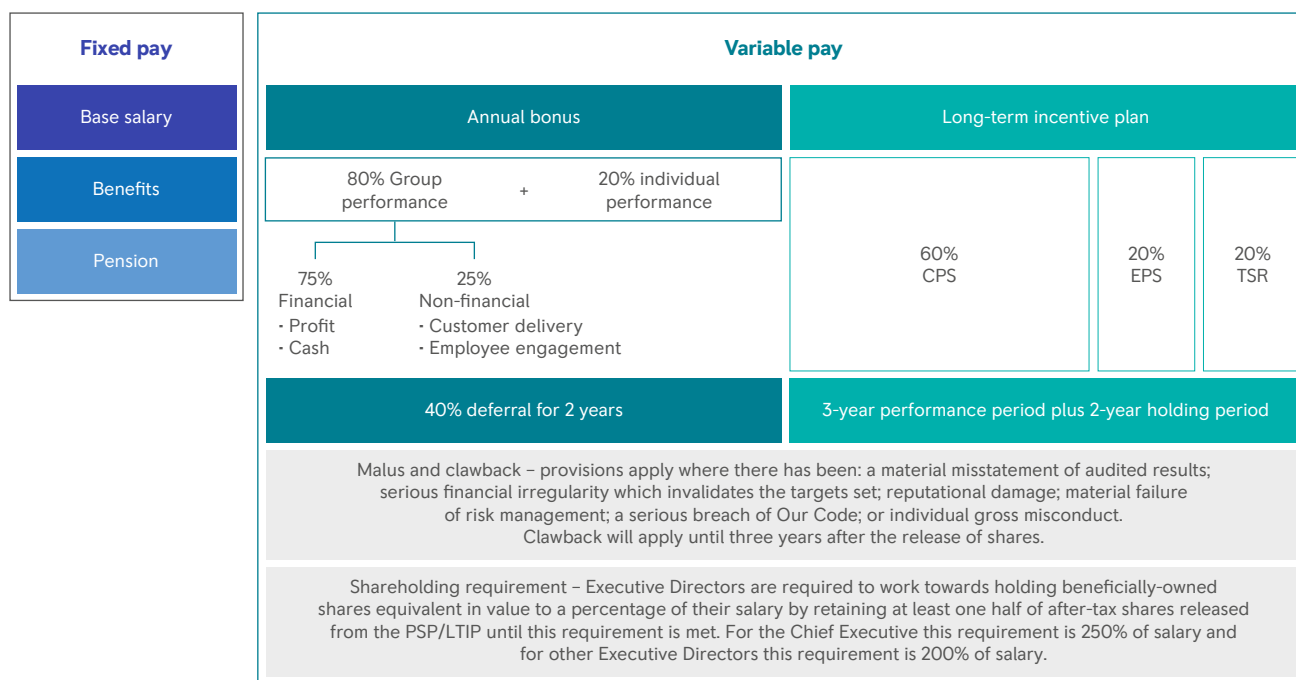 Fixed pay
Base salary
Benefits
Pension
Variable pay
Annual bonus
80% Group
performance
+
20% individual
performance
75%
Financial
· Profit
· Cash
25%
Non-financial
· Customer delivery
· Employee engagement
40% deferral for 2 years
Long-term incentive plan
60%
CPS
20%
EPS
20%
TSR
3-year performance period plus 2-year holding period
Malus and clawback – provisions apply where there has been: a material misstatement of audited results;
serious financial irregularity which invalidates the targets set; reputational damage; material failure
of risk management; a serious breach of Our Code; or individual gross misconduct.
Clawback will apply until three years after the release of shares.
Shareholding requirement – Executive Directors are required to work towards holding beneficially-owned
shares equivalent in value to a percentage of their salary by retaining at least one half of after-tax shares released
from the PSP/LTIP until this requirement is met. For the Chief Executive this requirement is 250% of salary and
for other Executive Directors this requirement is 200% of salary.